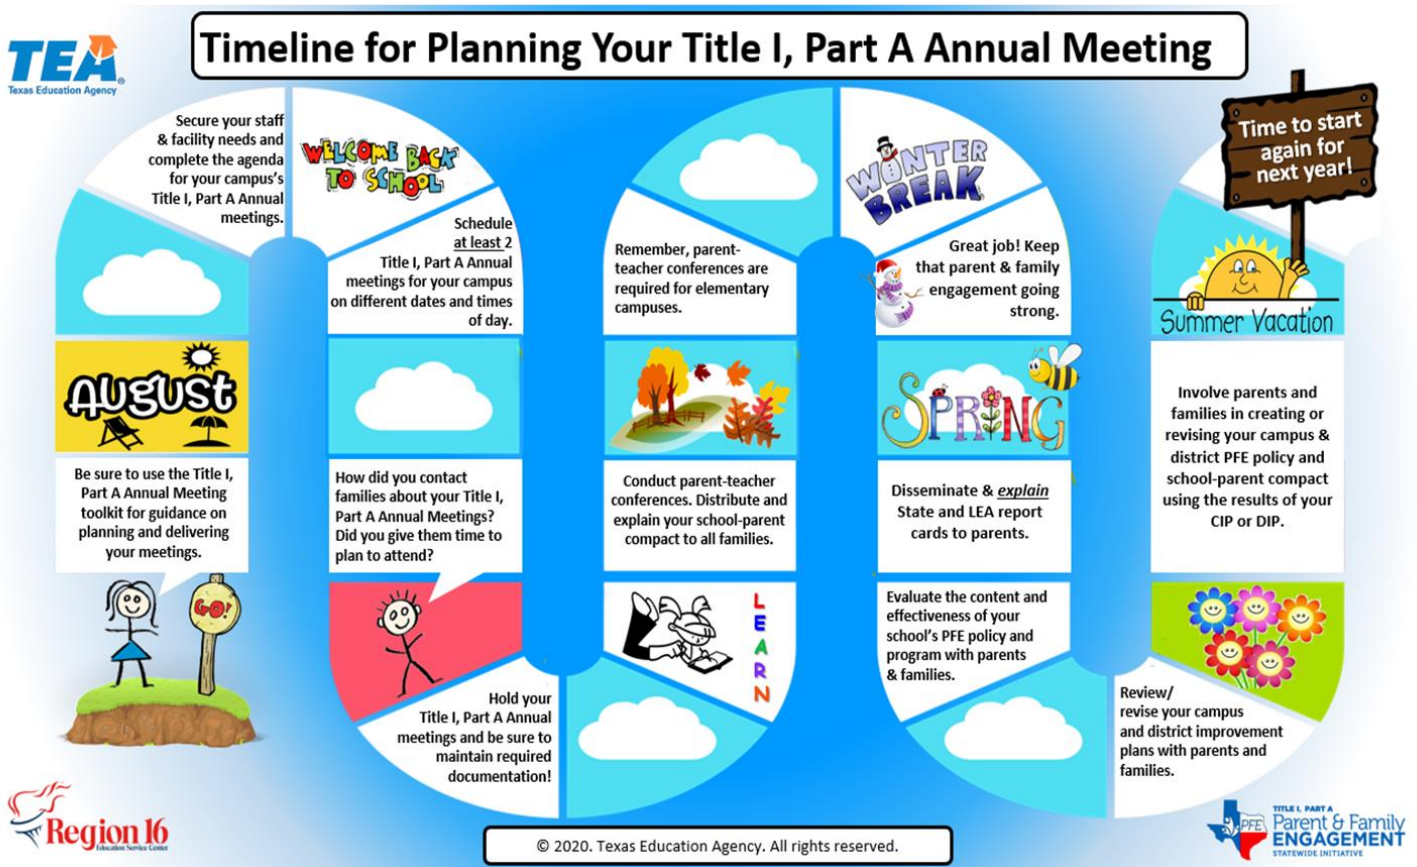 TEA
Texas Education Agency
Timeline for Planning Your Title I, Part A Annual Meeting
GO!
Be sure to use the Title I,
Part A Annual Meeting
toolkit for guidance on
planning and delivering
your meetings.
AUGUST
Secure your staff
& facility needs and
complete the agenda
for your campus's
Title I, Part A Annual
meetings.
WELCOME BACK
TO SCHOOL
Schedule
at least 2
Title I, Part A Annual
meetings for your campus
on different dates and times
of day.
How did you contact
families about your Title I,
Part A Annual Meetings?
Did you give them time to
plan to attend?
Hold your
Title I, Part A Annual
meetings and be sure to
maintain required
documentation!
LEARN
Conduct parent-teacher
conferences. Distribute and
explain your school-parent
compact to all families.
Remember, parent-
teacher conferences are
required for elementary
campuses.
WINTER
BREAK
Great job! Keep
that parent & family
engagement going
strong.
SPRING
Disseminate & explain
State and LEA report
cards to parents.
Evaluate the content and
effectiveness of your
school's PFE policy and
program with parents
& families.
Review/
revise your campus
and district improvement
plans with parents and
families.
Involve parents and
families in creating or
revising your campus &
district PFE policy and
school-parent compact
using the results of your
CIP or DIP.
Summer Vacation
Time to start
again for
next year!
Region 16
Education Service Center
© 2020. Texas Education Agency. All rights reserved.
PFE
TITLE I, PART A
Parent & Family
ENGAGEMENT
STATEWIDE INITIATIVE